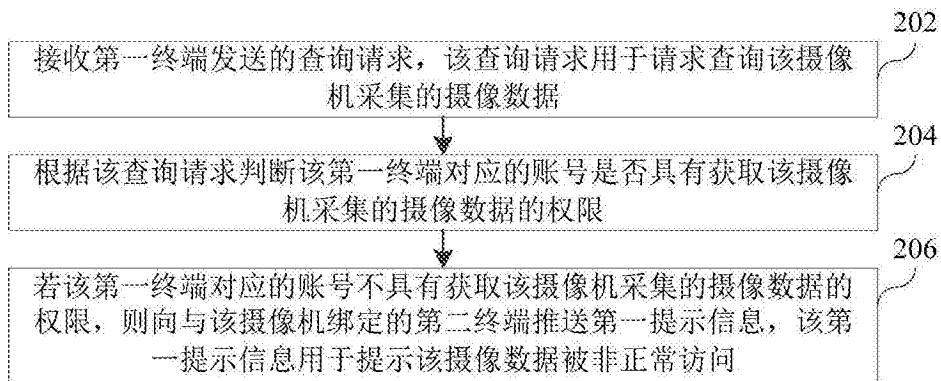 202
接收第一终端发送的查询请求，该查询请求用于请求查询该摄像
机采集的摄像数据
204
根据该查询请求判断该第一终端对应的账号是否具有获取该摄像
机采集的摄像数据的权限
206
若该第一终端对应的账号不具有获取该摄像机采集的摄像数据的
权限，则向与该摄像机绑定的第二终端推送第一提示信息，该第
一提示信息用于提示该摄像数据被非正常访问